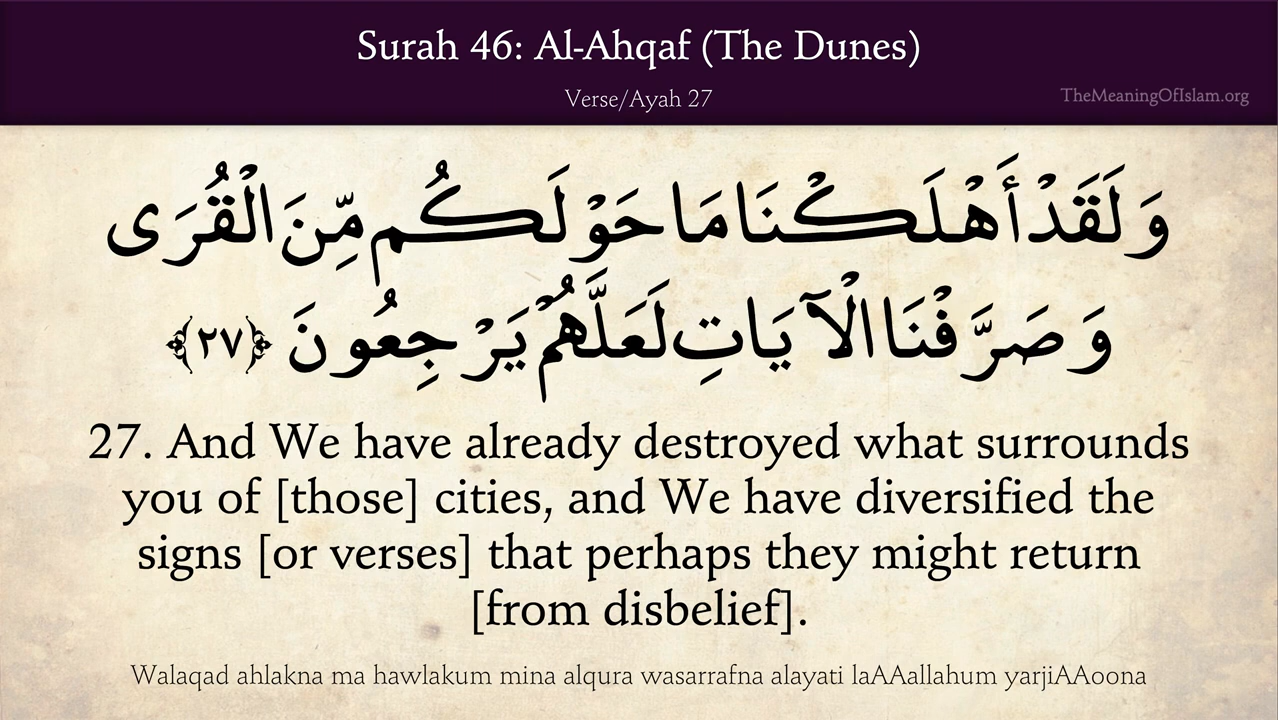 Surah 46: Al-Ahqaf (The Dunes)
Verse/Ayah 27
TheMeaningOfIslam.org
وَلَقَدْ أَهْلَكْنَا مَا حَوْلَكُم مِّنَ الْقُرَى
وَصَرَّفْنَا الْآيَاتِ لَعَلَّهُمْ يَرْجِعُونَ ﴿٢٧﴾
27. And We have already destroyed what surrounds
you of [those] cities, and We have diversified the
signs [or verses] that perhaps they might return
[from disbelief].
Walaqad ahlakna ma hawlakum mina alqura wasarrafna alayati laAAallahum yarjiAAoona